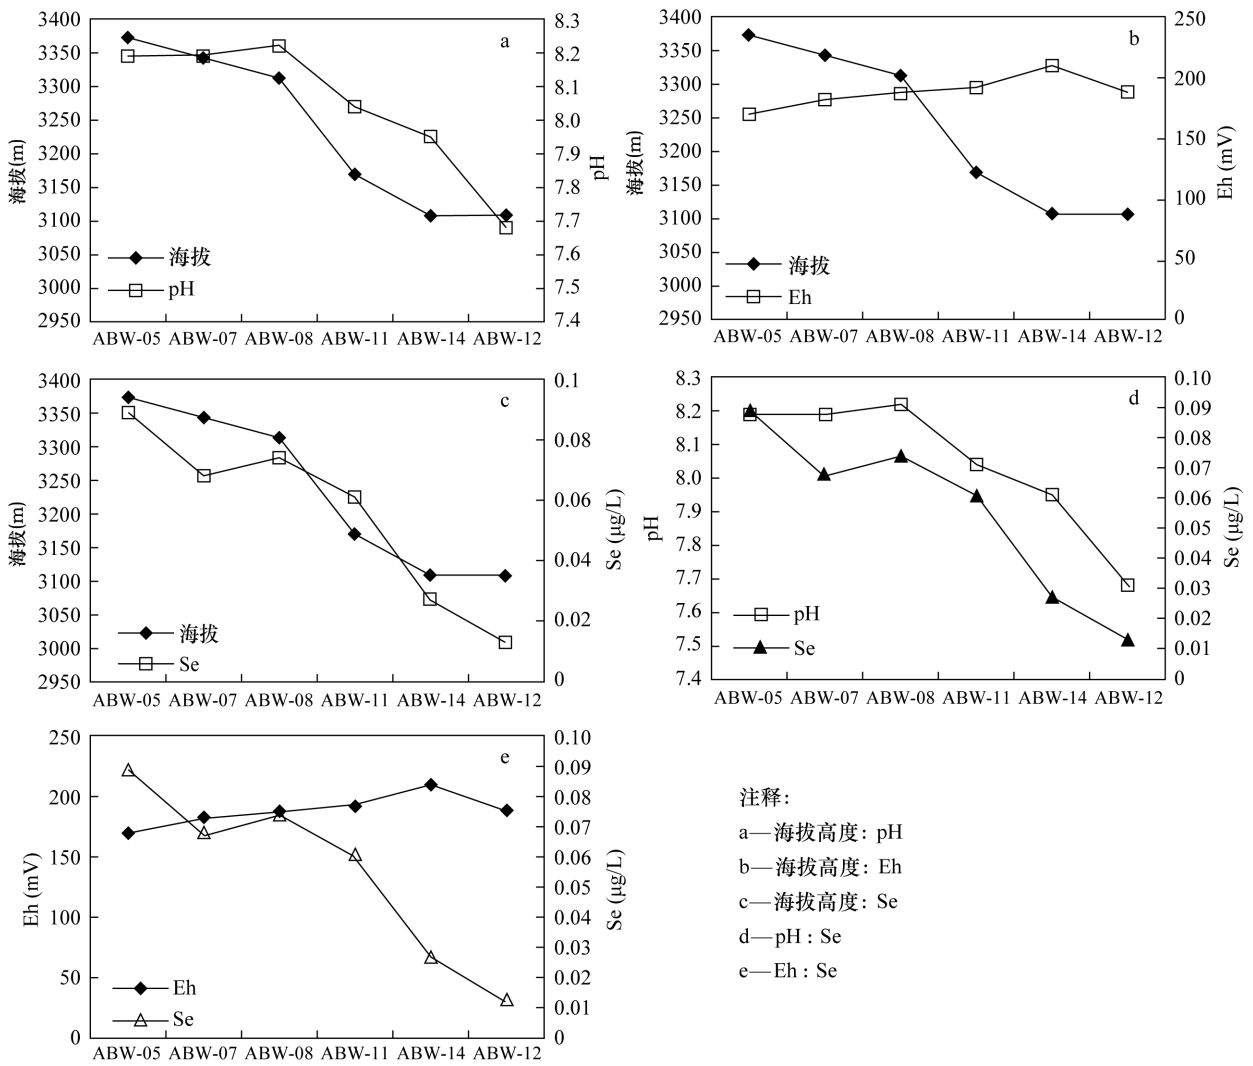 3400
3350
3300
3250
3200
3150
3100
3050
3000
2950
海拔(m)
8.3
8.2
8.1
8.0
7.9
7.8
7.7
7.6
7.5
7.4
pH
a
海拔
pH
ABW-05 ABW-07 ABW-08 ABW-11 ABW-14 ABW-12
3400
3350
3300
3250
3200
3150
3100
3050
3000
2950
海拔(m)
250
200
150
100
50
0
Eh (mV)
b
海拔
Eh
ABW-05 ABW-07 ABW-08 ABW-11 ABW-14 ABW-12
3400
3350
3300
3250
3200
3150
3100
3050
3000
2950
海拔(m)
0.1
0.08
0.06
0.04
0.02
0
Se (μg/L)
c
海拔
Se
ABW-05 ABW-07 ABW-08 ABW-11 ABW-14 ABW-12
8.3
8.2
8.1
8.0
7.9
7.8
7.7
7.6
7.5
7.4
pH
0.10
0.09
0.08
0.07
0.06
0.05
0.04
0.03
0.02
0.01
0
Se (μg/L)
d
pH
Se
ABW-05 ABW-07 ABW-08 ABW-11 ABW-14 ABW-12
250
200
150
100
50
0
Eh (mV)
0.10
0.09
0.08
0.07
0.06
0.05
0.04
0.03
0.02
0.01
0
Se (μg/L)
e
Eh
Se
ABW-05 ABW-07 ABW-08 ABW-11 ABW-14 ABW-12
注释：
a—海拔高度：pH
b—海拔高度：Eh
c—海拔高度：Se
d—pH：Se
e—Eh：Se